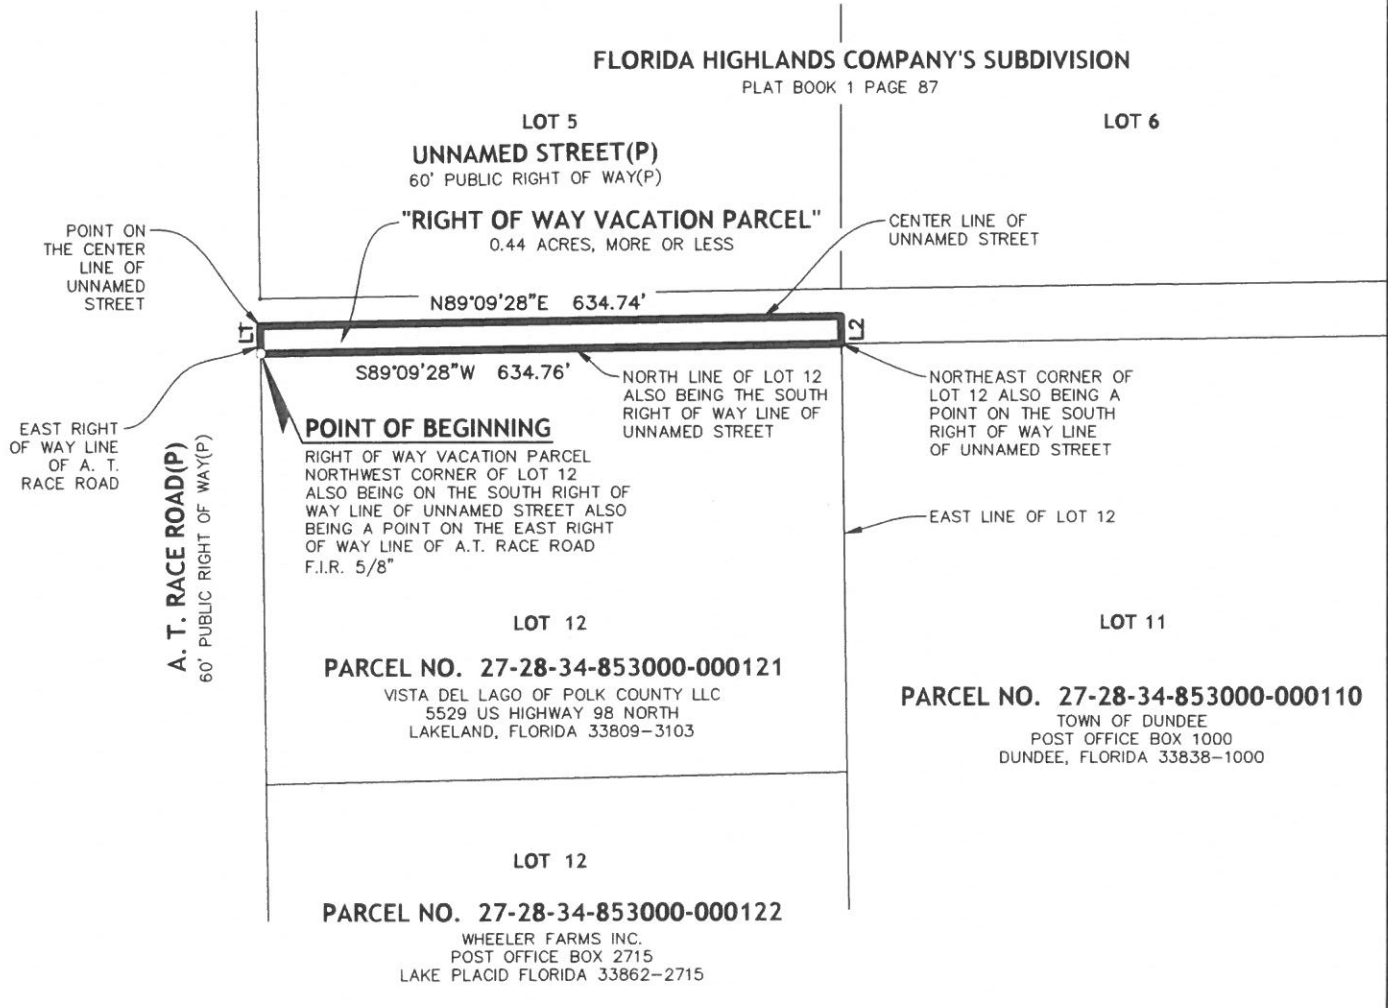 FLORIDA HIGHLANDS COMPANY'S SUBDIVISION
PLAT BOOK 1 PAGE 87
LOT 5
LOT 6
UNNAMED STREET(P)
60' PUBLIC RIGHT OF WAY(P)
"RIGHT OF WAY VACATION PARCEL"
0.44 ACRES, MORE OR LESS
POINT ON
THE CENTER
LINE OF
UNNAMED
STREET
CENTER LINE OF
UNNAMED STREET
N89°09'28"E 634.74'
L1
L2
S89°09'28"W 634.76'
NORTH LINE OF LOT 12
ALSO BEING THE SOUTH
RIGHT OF WAY LINE OF
UNNAMED STREET
NORTHEAST CORNER OF
LOT 12 ALSO BEING A
POINT ON THE SOUTH
RIGHT OF WAY LINE
OF UNNAMED STREET
EAST RIGHT
OF WAY LINE
OF A. T.
RACE ROAD
A. T. RACE ROAD(P)
60' PUBLIC RIGHT OF WAY(P)
POINT OF BEGINNING
RIGHT OF WAY VACATION PARCEL
NORTHWEST CORNER OF LOT 12
ALSO BEING ON THE SOUTH RIGHT OF
WAY LINE OF UNNAMED STREET ALSO
BEING A POINT ON THE EAST RIGHT
OF WAY LINE OF A.T. RACE ROAD
F.I.R. 5/8"
EAST LINE OF LOT 12
LOT 12
PARCEL NO. 27-28-34-853000-000121
VISTA DEL LAGO OF POLK COUNTY LLC
5529 US HIGHWAY 98 NORTH
LAKELAND, FLORIDA 33809-3103
LOT 11
PARCEL NO. 27-28-34-853000-000110
TOWN OF DUNDEE
POST OFFICE BOX 1000
DUNDEE, FLORIDA 33838-1000
LOT 12
PARCEL NO. 27-28-34-853000-000122
WHEELER FARMS INC.
POST OFFICE BOX 2715
LAKE PLACID FLORIDA 33862-2715